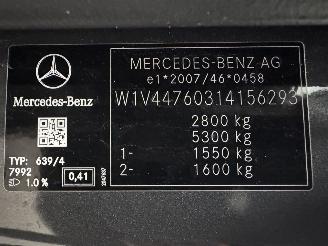 Mercedes-Benz
TYP: 639/4
7992
1.0 %
0,41
MERCEDES-BENZ AG
e1*2007/46*0458
W1V44760314156293
2800 kg
5300 kg
1- 1550 kg
2- 1600 kg